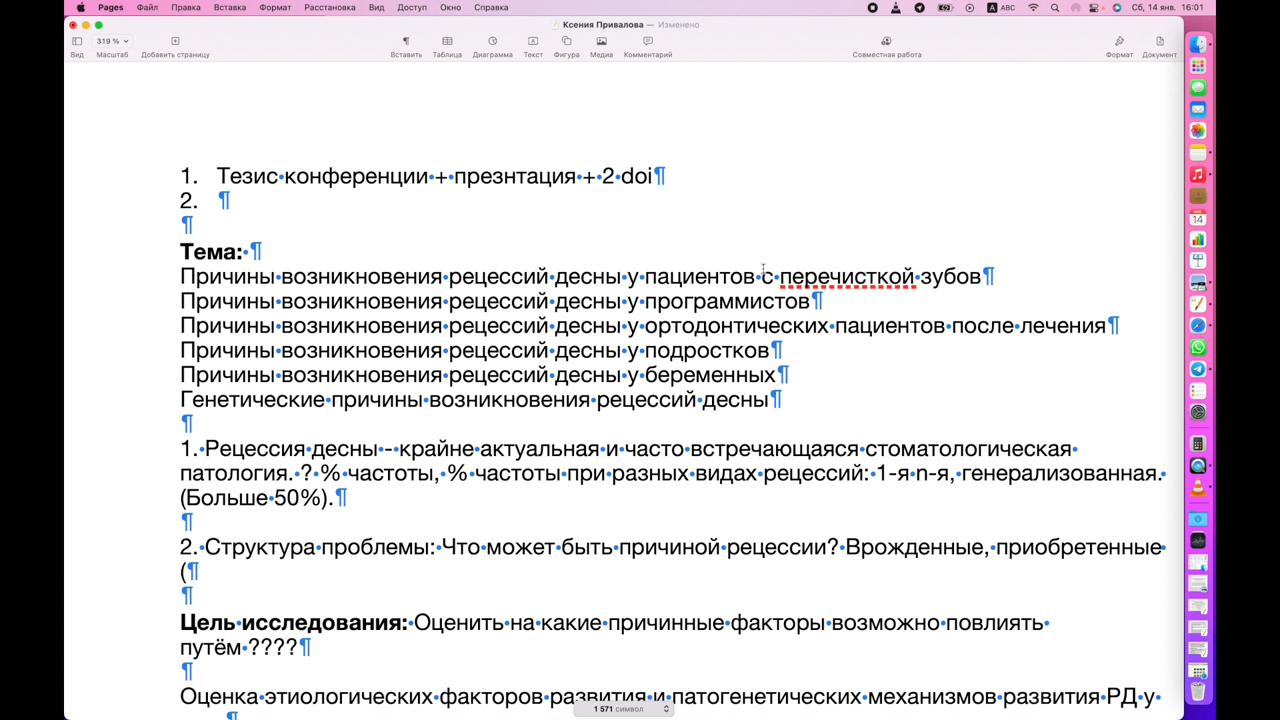 Pages Файл Правка Вставка Формат Расстановка Вид Доступ Окно Справка A ABC Сб, 14 янв. 16:01
Ксения Привалова — Изменено
319 %
Вид Масштаб Добавить страницу Вставить Таблица Диаграмма Текст Фигура Медиа Комментарий Совместная работа Формат Документ
1. Тезис конференции + презнтация + 2 doi¶
2. ¶
¶
Тема: ¶
Причины возникновения рецессий десны у пациентов с перечисткой зубов¶
Причины возникновения рецессий десны у программистов¶
Причины возникновения рецессий десны у ортодонтических пациентов после лечения¶
Причины возникновения рецессий десны у подростков¶
Причины возникновения рецессий десны у беременных¶
Генетические причины возникновения рецессий десны¶
¶
1. Рецессия десны - крайне актуальная и часто встречающаяся стоматологическая
патология. ? % частоты, % частоты при разных видах рецессий: 1-я n-я, генерализованная.
(Больше 50%).¶
¶
2. Структура проблемы: Что может быть причиной рецессии? Врожденные, приобретенные
(¶
¶
Цель исследования: Оценить на какие причинные факторы возможно повлиять
путём ????¶
¶
Оценка этиологических факторов развития и патогенетических механизмов развития РД у
1 571 символ